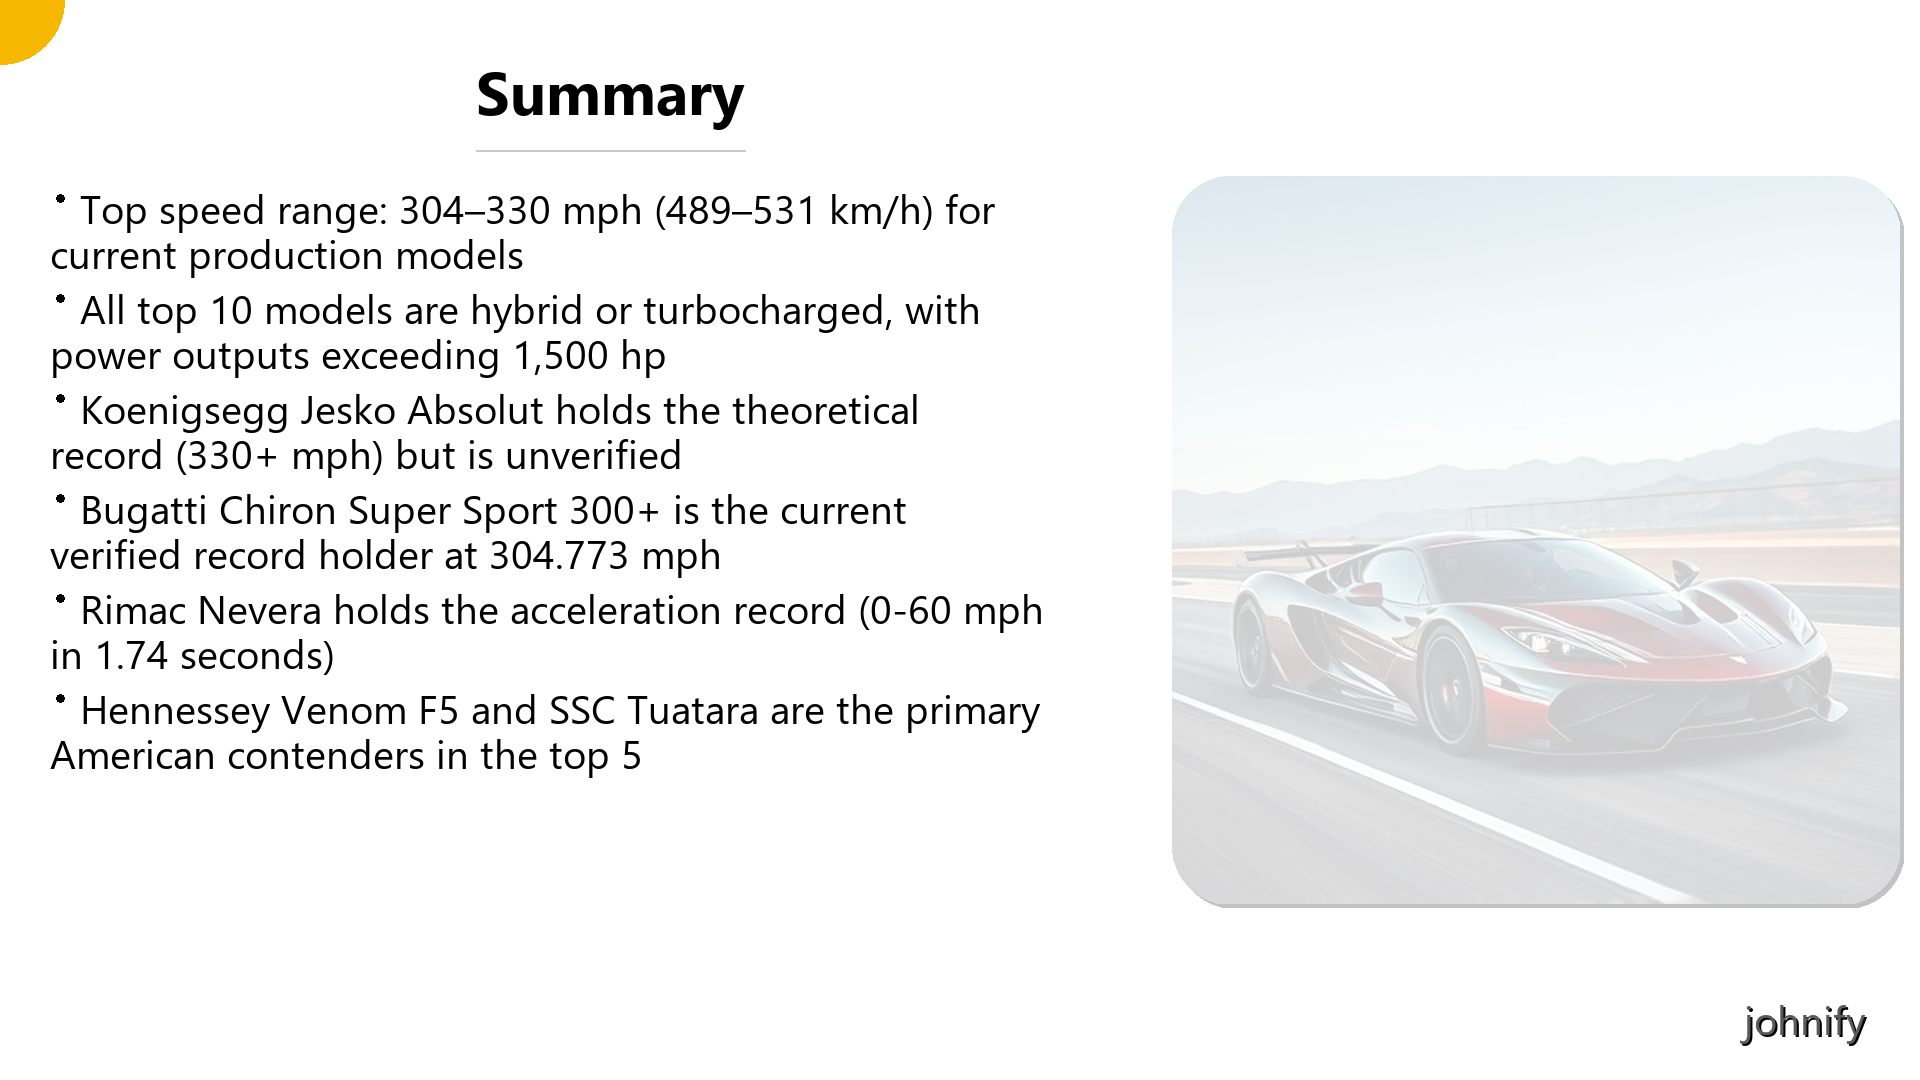 Summary
• Top speed range: 304–330 mph (489–531 km/h) for
current production models
• All top 10 models are hybrid or turbocharged, with
power outputs exceeding 1,500 hp
• Koenigsegg Jesko Absolut holds the theoretical
record (330+ mph) but is unverified
• Bugatti Chiron Super Sport 300+ is the current
verified record holder at 304.773 mph
• Rimac Nevera holds the acceleration record (0-60 mph
in 1.74 seconds)
• Hennessey Venom F5 and SSC Tuatara are the primary
American contenders in the top 5
johnify